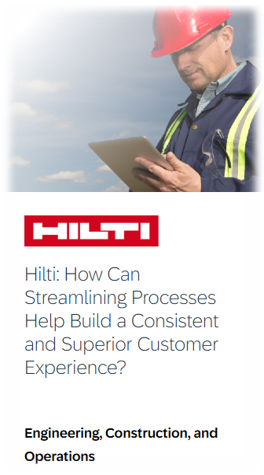 HILTI
Hilti: How Can
Streamlining Processes
Help Build a Consistent
and Superior Customer
Experience?
Engineering, Construction, and
Operations